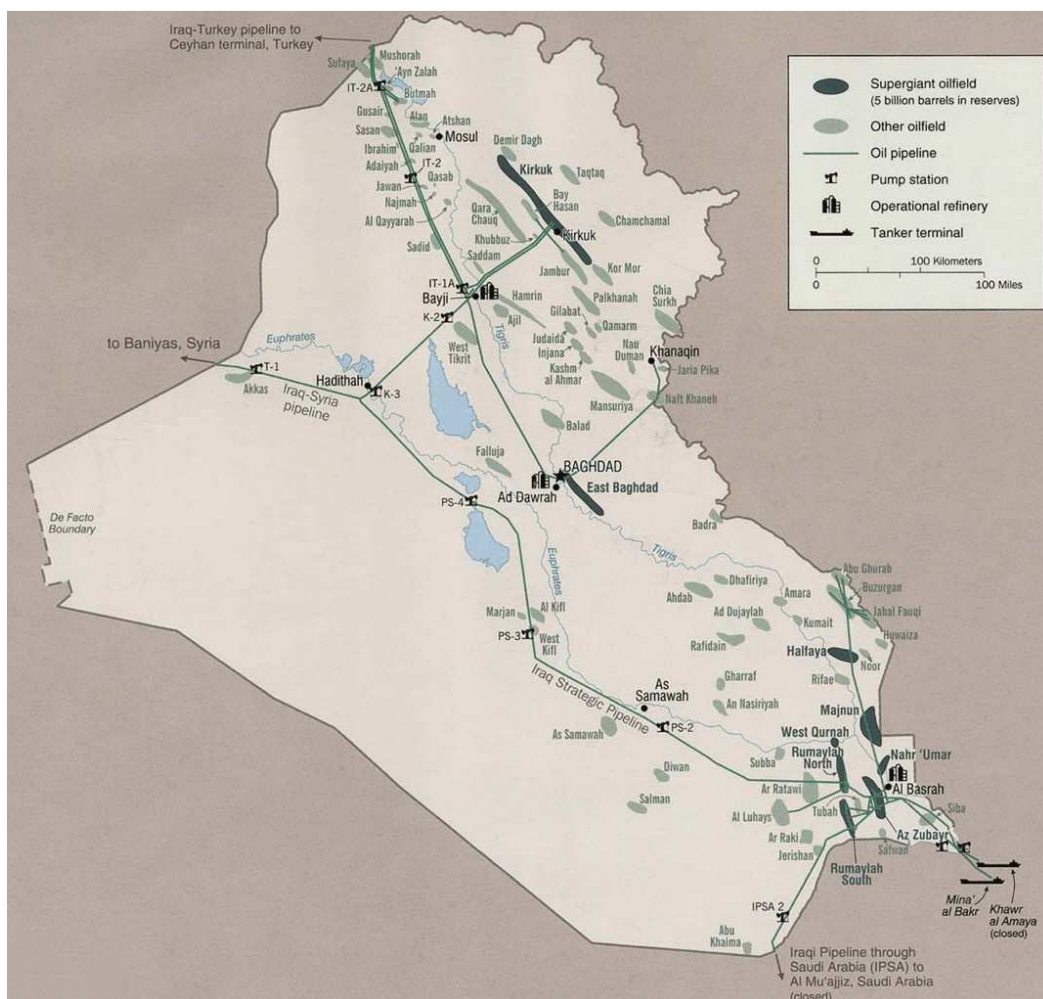 Iraq-Turkey pipeline to
Ceyhan terminal, Turkey
Supergiant oilfield
(5 billion barrels in reserves)
Other oilfield
Oil pipeline
Pump station
Operational refinery
Tanker terminal
0
100 Kilometers
0
100 Miles
Mushorah
Sufaya
'Ayn Zalah
IT-2A
Butmah
Gusair
Alan
Atshan
Sasan
Mosul
Ibrahim
Qalian
Demir Dagh
Adaiyah
IT-2
Kirkuk
Taqtaq
Jawan
Qasab
Najmah
Bay
Hasan
Qara
Chauq
Al Qayyarah
Chamchamal
Khubbuz
Kirkuk
Sadid
Saddam
Jambur
Kor Mor
IT-1A
Bayji
Hamrin
Palkhanah
Chia
Surkh
K-2
Ajil
Gilabat
Qamarm
Judaida
West
Tikrit
Injana
Nau
Duman
Khanaqin
Kashm
al Ahmar
Jaria Pika
Tigris
Euphrates
to Baniyas, Syria
T-1
Hadithah
K-3
Akkas
Iraq-Syria
pipeline
Mansuriya
Naft Khaneh
Balad
Falluja
BAGHDAD
Ad Dawrah
East Baghdad
PS-4
De Facto
Boundary
Badra
Tigris
Euphrates
Abu Ghurab
Dhafiriya
Buzurgan
Ahdab
Amara
Marjan
Al Kifl
Ad Dujaylah
Kumait
Jabal Fauqi
PS-3
West
Kifl
Rafidain
Huwaiza
Halfaya
Noor
Gharraf
Rifae
Iraq Strategic Pipeline
As
Samawah
An Nasiriyah
Majnun
As Samawah
PS-2
West Qurnah
Subba
Rumaylah
North
Nahr 'Umar
Diwan
Ar Ratawi
Al Basrah
Salman
Tubah
Siba
Al Luhays
Az Zubayr
Ar Raki
Safwan
Jerishan
Rumaylah
South
Mina'
al Bakr
Khawr
al Amaya
(closed)
IPSA 2
Abu
Khaima
Iraqi Pipeline through
Saudi Arabia (IPSA) to
Al Mu'ajjiz, Saudi Arabia
(closed)